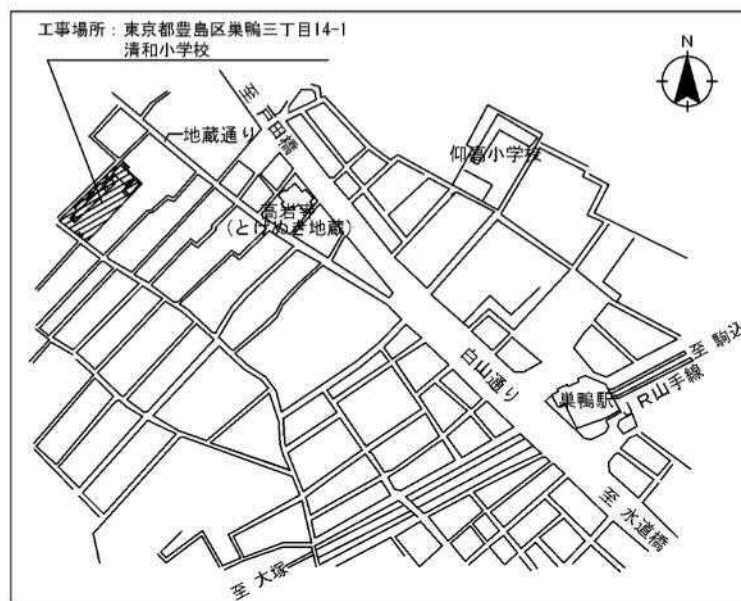 工事場所：東京都豊島区巣鴨三丁目14-1
清和小学校
N
至 戸田橋
地蔵通り
仰高小学校
高岩寺
(とげぬき地蔵)
白山通り
至 駒込
JR山手線
巣鴨駅
至 水道橋
至 大塚